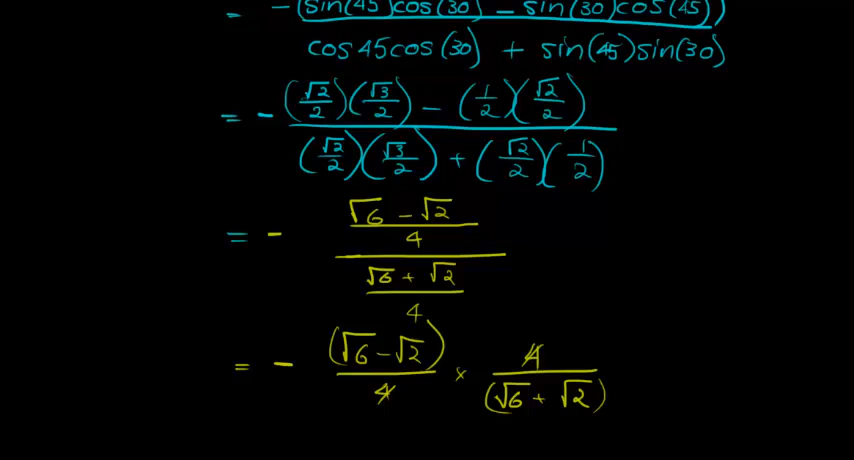 = - (sin(45)cos(30) - sin(30)cos(45))
cos45cos(30) + sin(45)sin(30)
= - (√2/2)(√3/2) - (1/2)(√2/2)
(√2/2)(√3/2) + (√2/2)(1/2)
= - √6 - √2
4
√6 + √2
4
= - (√6 - √2)/4 × 4/(√6 + √2)